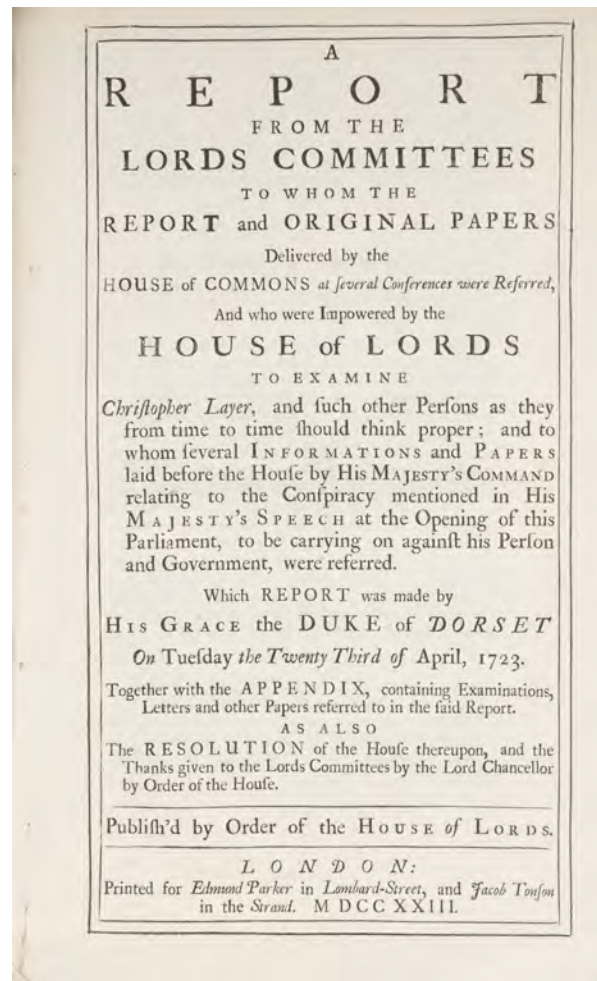 A
REPORT
FROM THE
LORDS COMMITTEES
TO WHOM THE
REPORT and ORIGINAL PAPERS
Delivered by the
HOUSE of COMMONS at ſeveral Conferences were Referred,
And who were Impowered by the
HOUSE of LORDS
TO EXAMINE
Chriſtopher Layer, and ſuch other Perſons as they
from time to time ſhould think proper; and to
whom ſeveral INFORMATIONS and PAPERS
laid before the Houſe by His MAJESTY's COMMAND
relating to the Conſpiracy mentioned in His
MAJESTY's SPEECH at the Opening of this
Parliament, to be carrying on againſt his Perſon
and Government, were referred.
Which REPORT was made by
HIS GRACE the DUKE of DORSET
On Tueſday the Twenty Third of April, 1723.
Together with the APPENDIX, containing Examinations,
Letters and other Papers referred to in the ſaid Report.
AS ALSO
The RESOLUTION of the Houſe thereupon, and the
Thanks given to the Lords Committees by the Lord Chancellor
by Order of the Houſe.
Publiſh'd by Order of the HOUSE of LORDS.
LONDON:
Printed for Edmund Parker in Lombard-Street, and Jacob Tonſon
in the Strand. M DCC XXIII.